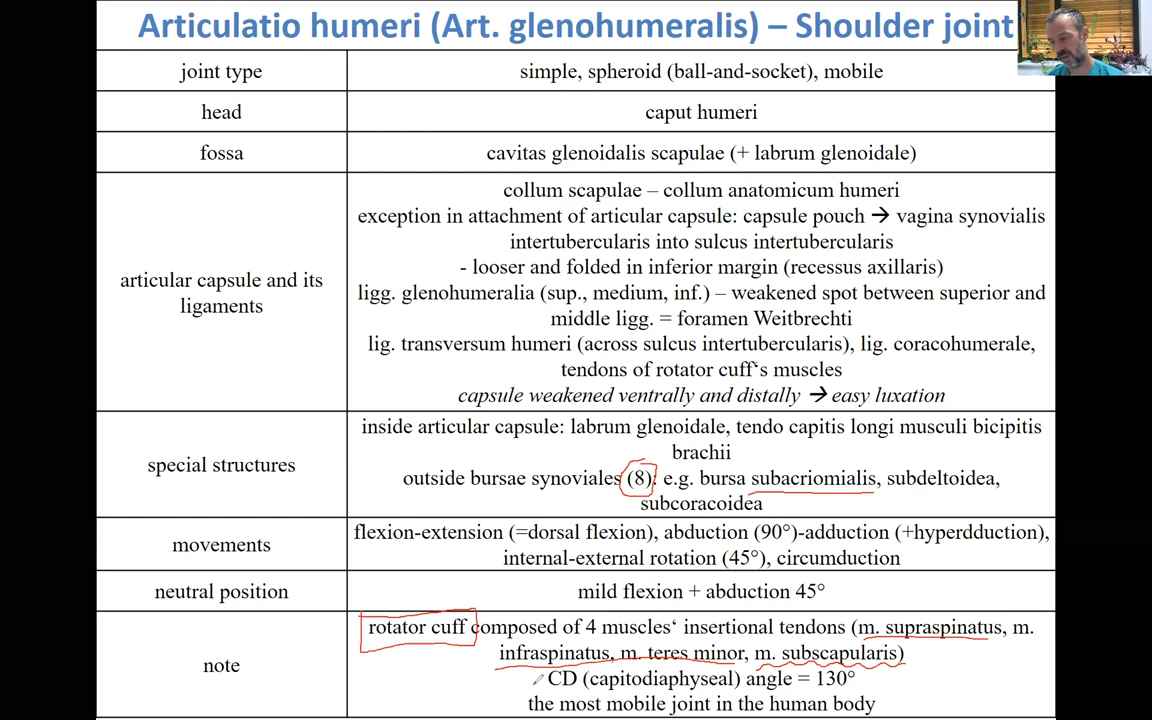 Articulatio humeri (Art. glenohumeralis) – Shoulder joint
joint type
simple, spheroid (ball-and-socket), mobile
head
caput humeri
fossa
cavitas glenoidalis scapulae (+ labrum glenoidale)
articular capsule and its
ligaments
collum scapulae – collum anatomicum humeri
exception in attachment of articular capsule: capsule pouch → vagina synovialis
intertubercularis into sulcus intertubercularis
- looser and folded in inferior margin (recessus axillaris)
ligg. glenohumeralia (sup., medium, inf.) – weakened spot between superior and
middle ligg. = foramen Weitbrechti
lig. transversum humeri (across sulcus intertubercularis), lig. coracohumerale,
tendons of rotator cuff‘s muscles
capsule weakened ventrally and distally → easy luxation
special structures
inside articular capsule: labrum glenoidale, tendo capitis longi musculi bicipitis
brachii
outside bursae synoviales (8): e.g. bursa subacriomialis, subdeltoidea,
subcoracoidea
movements
flexion-extension (=dorsal flexion), abduction (90°)-adduction (+hyperdduction),
internal-external rotation (45°), circumduction
neutral position
mild flexion + abduction 45°
note
rotator cuff composed of 4 muscles‘ insertional tendons (m. supraspinatus, m.
infraspinatus, m. teres minor, m. subscapularis)
CD (capitodiaphyseal) angle = 130°
the most mobile joint in the human body